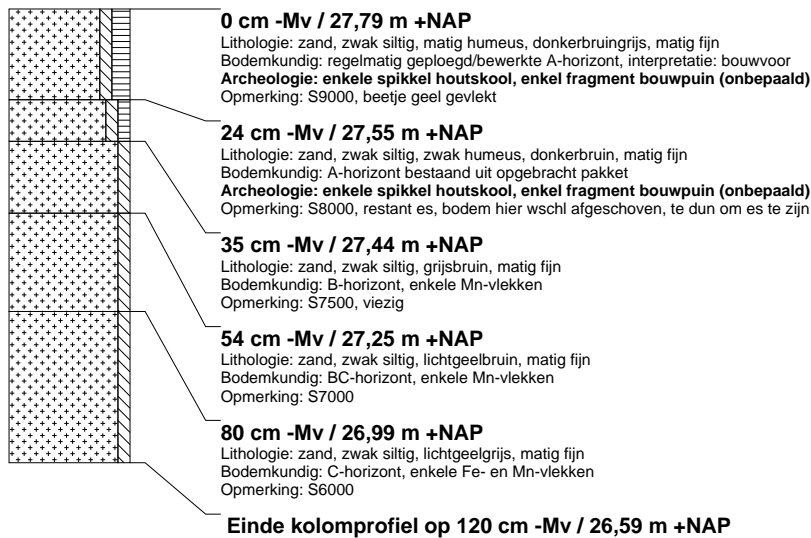 0 cm -Mv / 27,79 m +NAP
Lithologie: zand, zwak siltig, matig humeus, donkerbruingrijs, matig fijn
Bodemkundig: regelmatig geploegd/bewerkte A-horizont, interpretatie: bouwvoor
Archeologie: enkele spikkel houtskool, enkel fragment bouwpuin (onbepaald)
Opmerking: S9000, beetje geel gevlekt
24 cm -Mv / 27,55 m +NAP
Lithologie: zand, zwak siltig, zwak humeus, donkerbruin, matig fijn
Bodemkundig: A-horizont bestaand uit opgebracht pakket
Archeologie: enkele spikkel houtskool, enkel fragment bouwpuin (onbepaald)
Opmerking: S8000, restant es, bodem hier wschl afgeschoven, te dun om es te zijn
35 cm -Mv / 27,44 m +NAP
Lithologie: zand, zwak siltig, grijsbruin, matig fijn
Bodemkundig: B-horizont, enkele Mn-vlekken
Opmerking: S7500, viezig
54 cm -Mv / 27,25 m +NAP
Lithologie: zand, zwak siltig, lichtgeelbruin, matig fijn
Bodemkundig: BC-horizont, enkele Mn-vlekken
Opmerking: S7000
80 cm -Mv / 26,99 m +NAP
Lithologie: zand, zwak siltig, lichtgeelgrijs, matig fijn
Bodemkundig: C-horizont, enkele Fe- en Mn-vlekken
Opmerking: S6000
Einde kolomprofiel op 120 cm -Mv / 26,59 m +NAP